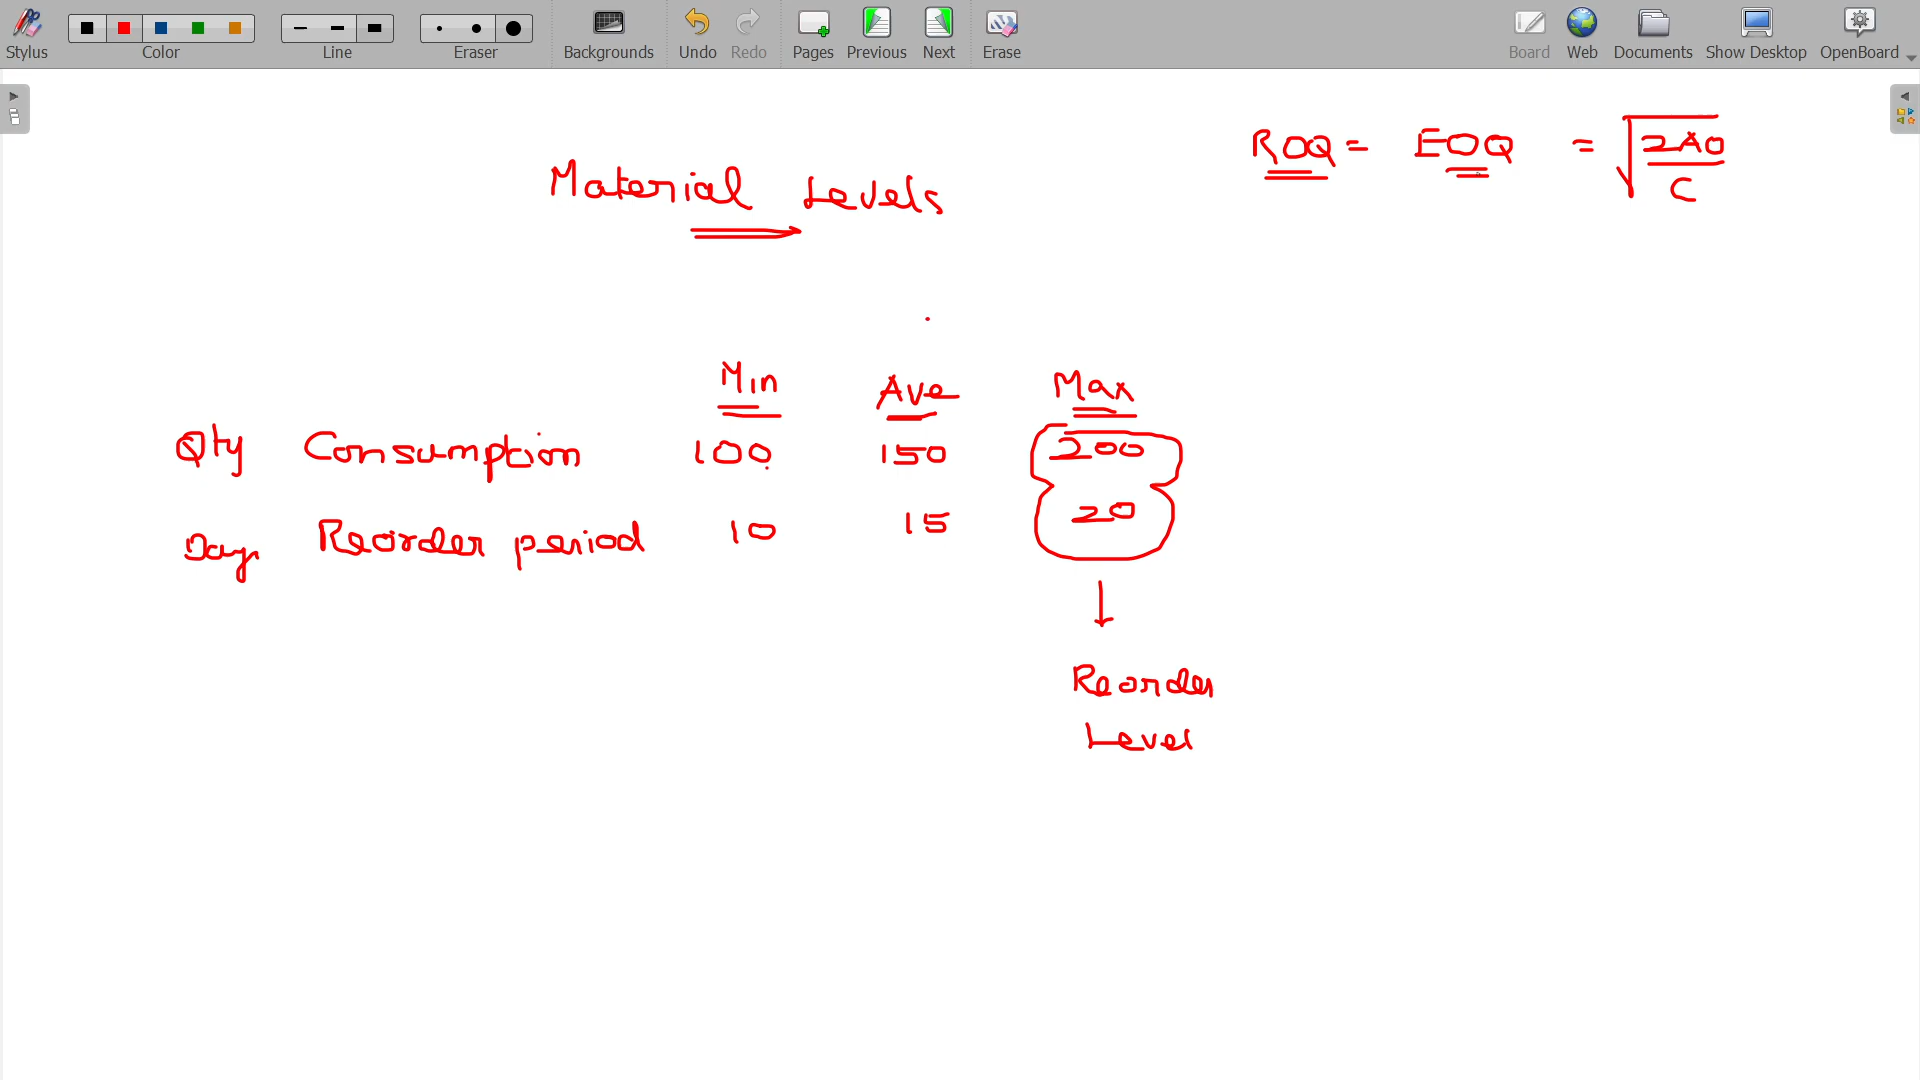 Stylus Color Line Eraser Backgrounds Undo Redo Pages Previous Next Erase Board Web Documents Show Desktop OpenBoard
ROQ = EOQ = √2AO
C
Material Levels
Min Ave Max
Qty Consumption 100 150 200
Days Reorder period 10 15 20
Reorder
Level